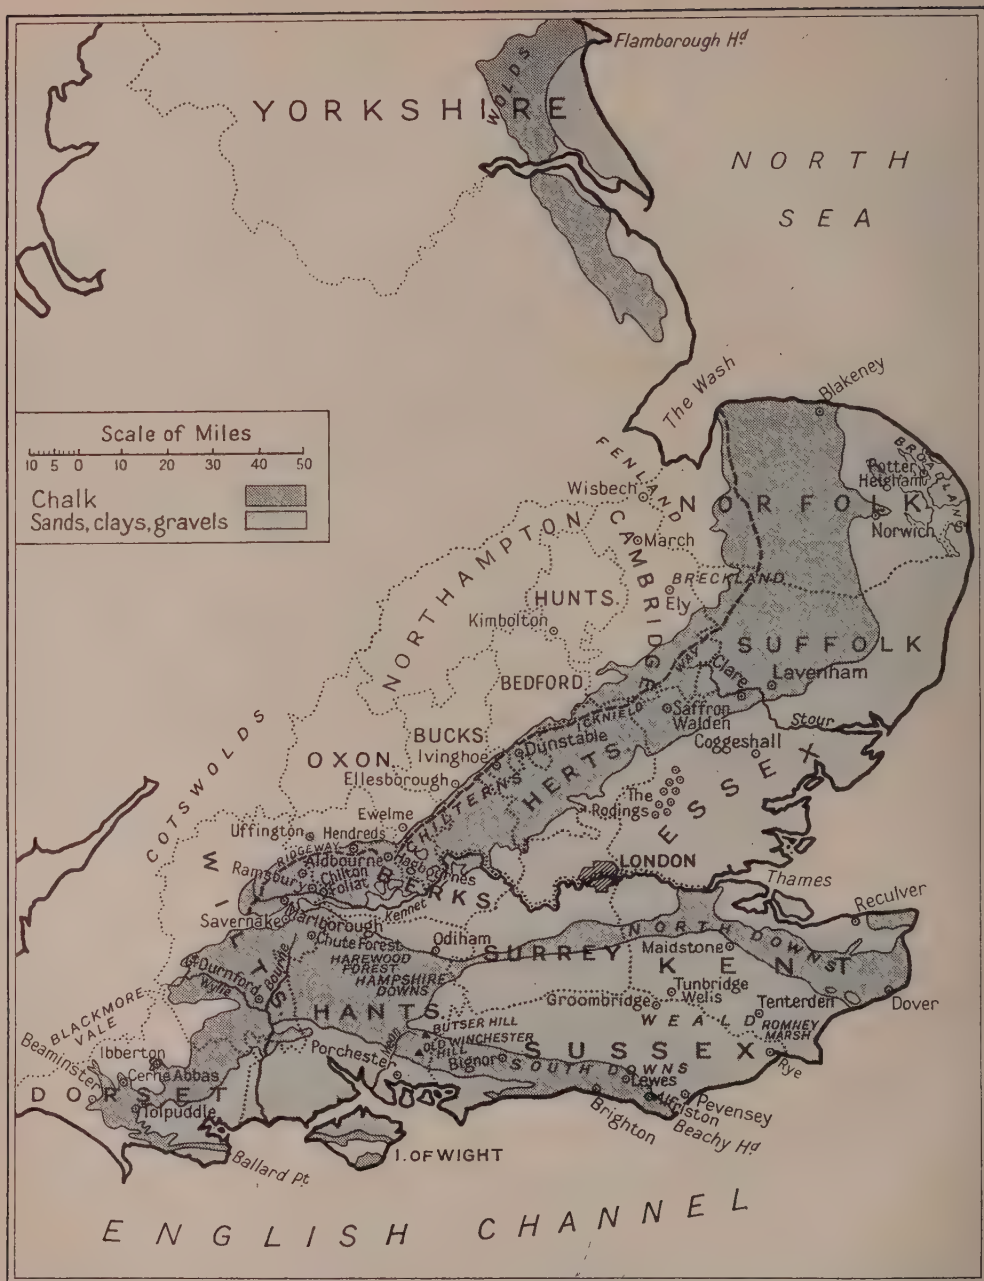 Flamborough Hd
WOLDS
YORKSHIRE
NORTH
SEA
The Wash
Blakeney
Scale of Miles
10 5 0 10 20 30 40 50
Chalk
Sands, clays, gravels
FENLAND
BROADLAND
Potter
Heigham
Wisbech
NORFOLK
Norwich
March
CAMBRIDGE
NORTHAMPTON
BRECKLAND
HUNTS.
Ely
Kimbolton
SUFFOLK
BEDFORD
WAY
Clare
Lavenham
ICKNIELD
Saffron
Walden
Stour
COTSWOLDS
BUCKS
Ivinghoe
Dunstable
Coggeshall
OXON.
Ellesborough
CHILTERNS
HERTS.
ESSEX
The
Rodings
Ewelme
Uffington
Hendreds
RIDGEWAY
Aldbourne
Hagbournes
LONDON
Ramsbury
Chilton
Foliat
BERKS.
Thames
Reculver
WILTS.
Savernake
Marlborough
Kennet
Chute Forest
Odiham
SURREY
NORTH DOWNS
Maidstone
HAREWOOD
FOREST
HAMPSHIRE
DOWNS
KENT
Durnford
Bourne
Wylie
Tunbridge
Wells
Groombridge
Tenterden
Dover
BLACKMORE
VALE
HANTS.
WEALD
ROMNEY
MARSH
BUTSER HILL
OLD WINCHESTER
HILL
Beaminster
Ibberton
Porchester
Bignor
SUSSEX
SOUTH DOWNS
Rye
Cerne Abbas
Lewes
DORSET
Tolpuddle
Alfriston
Pevensey
Brighton
Beachy Hd
Ballard Pt.
I. OF WIGHT
ENGLISH CHANNEL